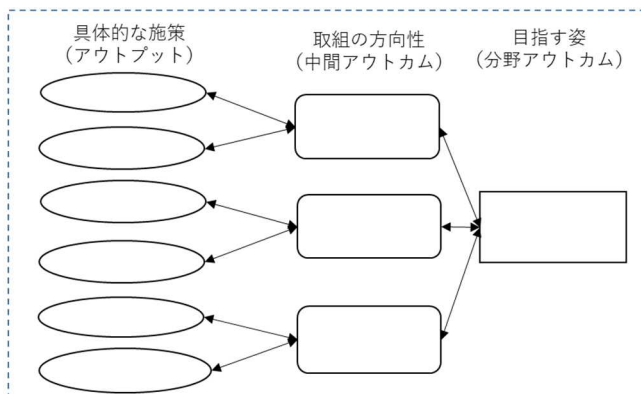 具体的な施策
（アウトプット）
取組の方向性
（中間アウトカム）
目指す姿
（分野アウトカム）